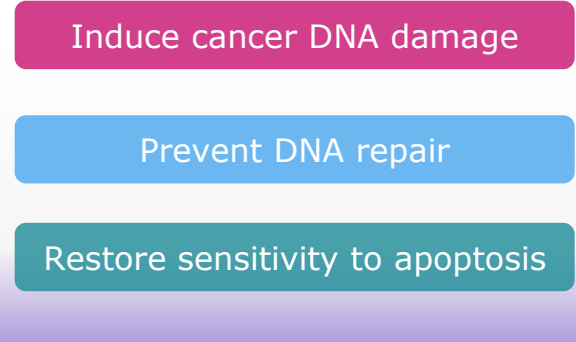 Induce cancer DNA damage
Prevent DNA repair
Restore sensitivity to apoptosis